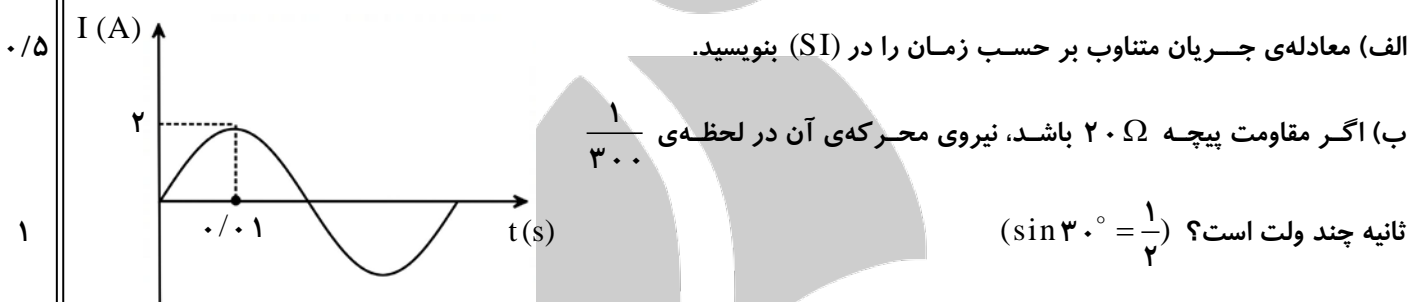 الف) معادله‌ی جریان متناوب بر حسب زمان را در (SI) بنویسید.
ب) اگر مقاومت پیچه ۲۰ Ω باشد، نیروی محرکه‌ی آن در لحظه‌ی ۱/۳۰۰
ثانیه چند ولت است؟ (sin ۳۰° = ۱/۲)
I (A)
۲
۰/۰۱
t (s)
۰/۵
۱